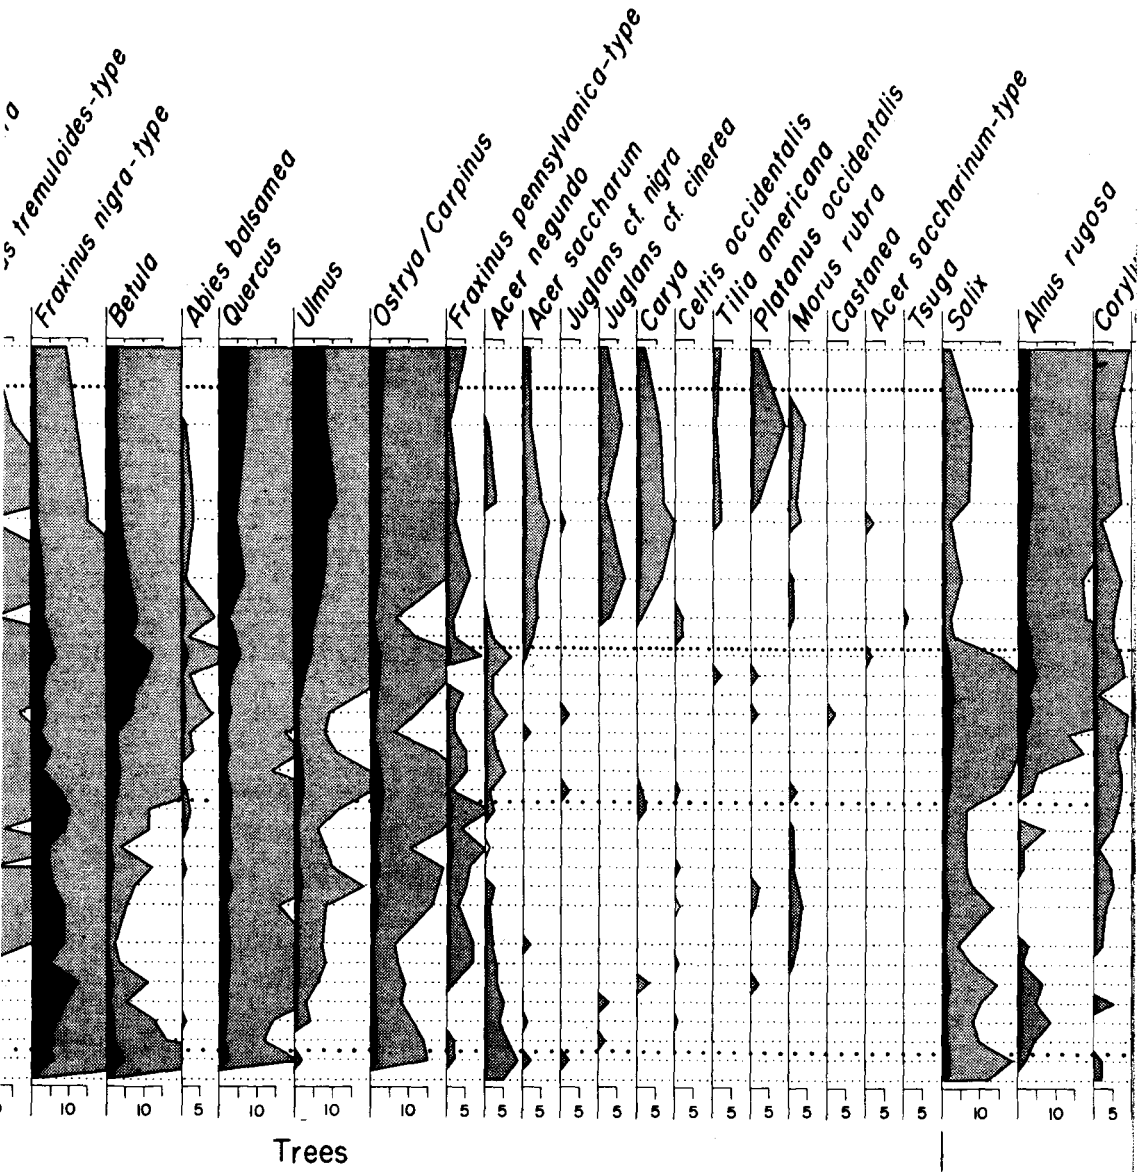 tremuloides-type
Fraxinus nigra-type
Betula
Abies balsamea
Quercus
Ulmus
Ostrya/Carpinus
Fraxinus pennsylvanica-type
Acer negundo
Acer saccharum
Juglans cf. nigra
Juglans cf. cinerea
Carya
Celtis occidentalis
Tilia americana
Platanus occidentalis
Morus rubra
Castanea
Acer saccharinum-type
Tsuga
Salix
Alnus rugosa
10 10 5 10 10 10 5 5 5 5 5 5 5 5 5 5 5 5 5 10 10 5
Trees